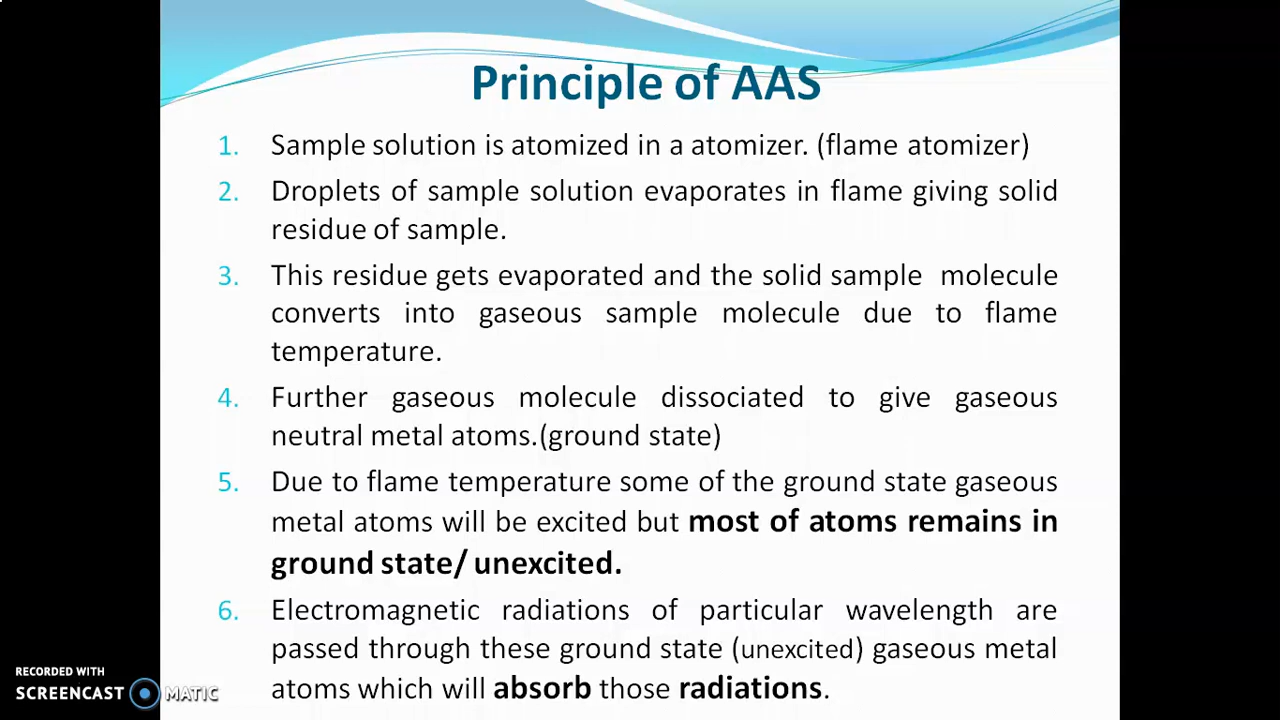 Principle of AAS
1. Sample solution is atomized in a atomizer. (flame atomizer)
2. Droplets of sample solution evaporates in flame giving solid
residue of sample.
3. This residue gets evaporated and the solid sample molecule
converts into gaseous sample molecule due to flame
temperature.
4. Further gaseous molecule dissociated to give gaseous
neutral metal atoms.(ground state)
5. Due to flame temperature some of the ground state gaseous
metal atoms will be excited but most of atoms remains in
ground state/ unexcited.
6. Electromagnetic radiations of particular wavelength are
passed through these ground state (unexcited) gaseous metal
atoms which will absorb those radiations.
RECORDED WITH
SCREENCAST MATIC